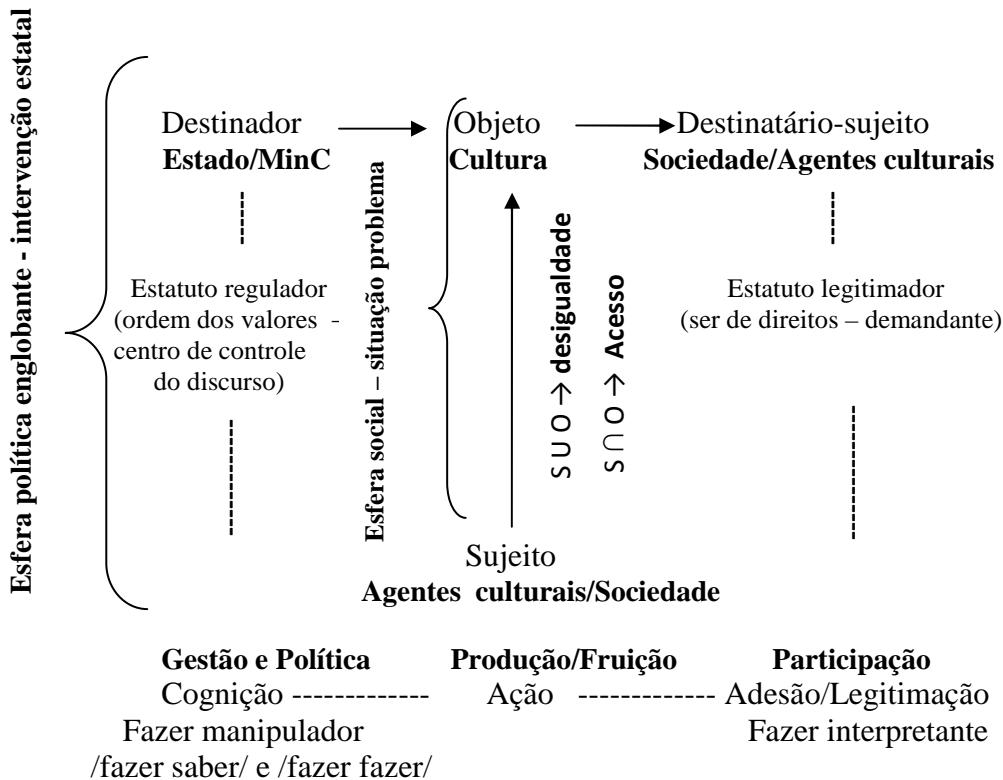 Esfera política englobante - intervenção estatal
Destinador
Estado/MinC
Objeto
Cultura
Destinatário-sujeito
Sociedade/Agentes culturais
Estatuto regulador
(ordem dos valores -
centro de controle
do discurso)
Esfera social – situação problema
S U O → desigualdade
S ∩ O → Acesso
Estatuto legitimador
(ser de direitos – demandante)
Sujeito
Agentes culturais/Sociedade
Gestão e Política Produção/Fruição Participação
Cognição ------------- Ação ------------- Adesão/Legitimação
Fazer manipulador Fazer interpretante
/fazer saber/ e /fazer fazer/